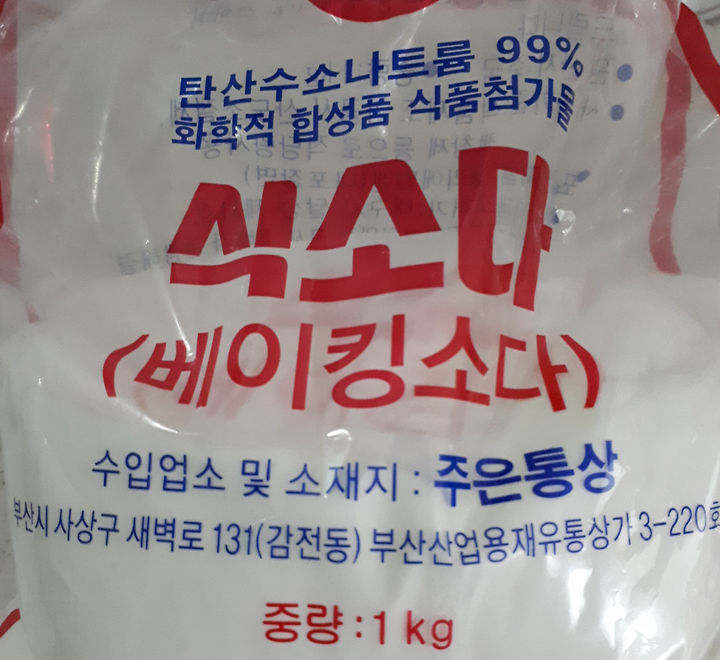 탄산수소나트륨 99%
화학적 합성품 식품첨가물
식소다
(베이킹소다)
수입업소 및 소재지 : 주은통상
부산시 사상구 새벽로 131(감전동) 부산산업용재유통상가 3-220호
중량 : 1 kg